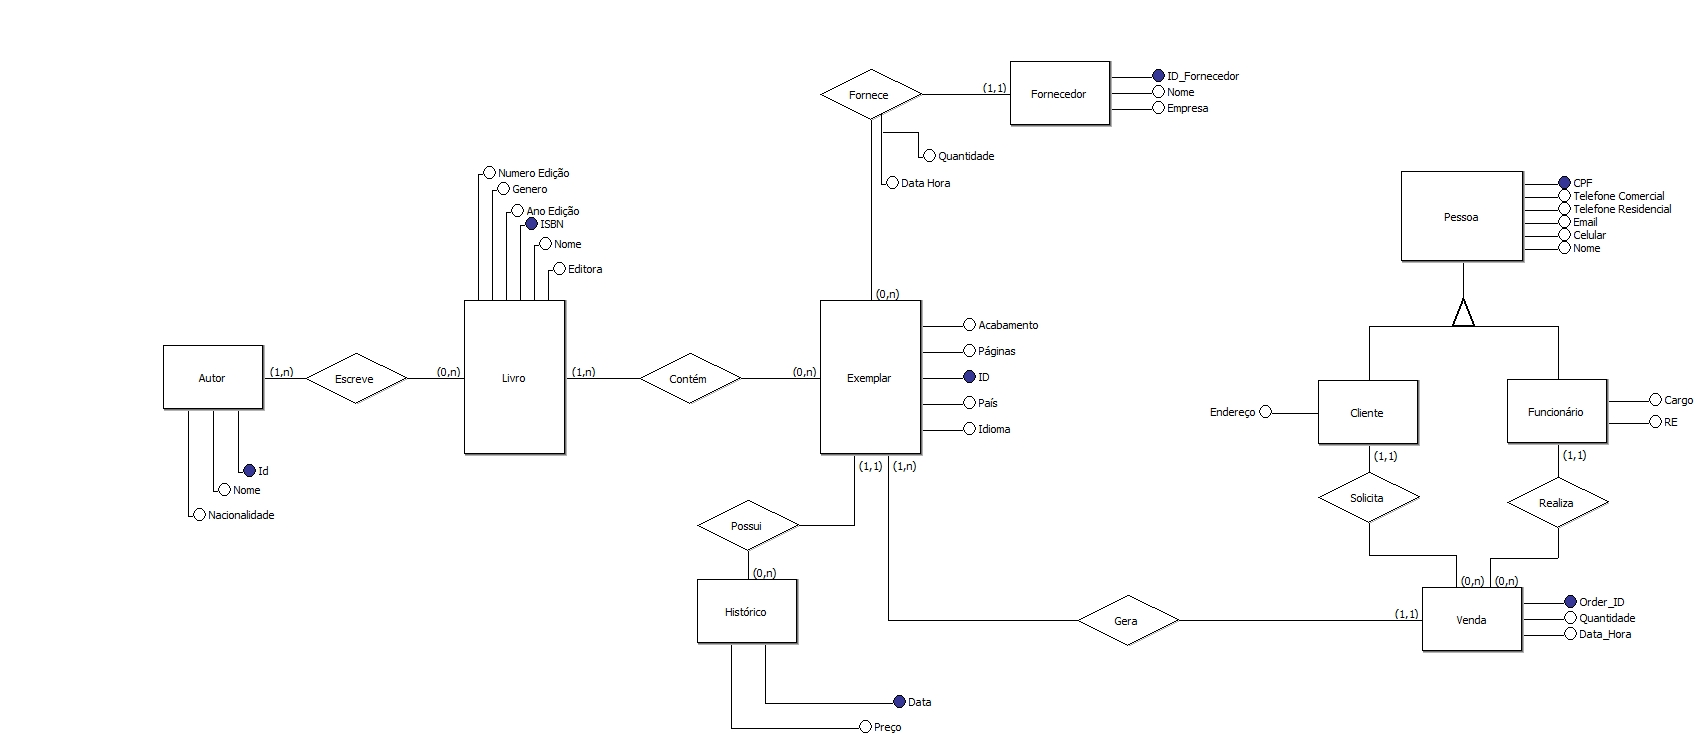 Fornece
(1,1)
Fornecedor
ID_Fornecedor
Nome
Empresa
Quantidade
Data Hora
Numero Edição
Genero
Ano Edição
ISBN
Nome
Editora
Pessoa
CPF
Telefone Comercial
Telefone Residencial
Email
Celular
Nome
(0,n)
Autor
(1,n)
Escreve
(0,n)
Livro
(1,n)
Contém
(0,n)
Exemplar
Acabamento
Páginas
ID
País
Idioma
Id
Nome
Nacionalidade
Endereço
Cliente
Funcionário
Cargo
RE
(1,1)
(1,n)
(1,1)
(1,1)
Possui
Solicita
Realiza
(0,n)
Histórico
Data
Preço
Gera
(1,1)
(0,n)
(0,n)
Venda
Order_ID
Quantidade
Data_Hora